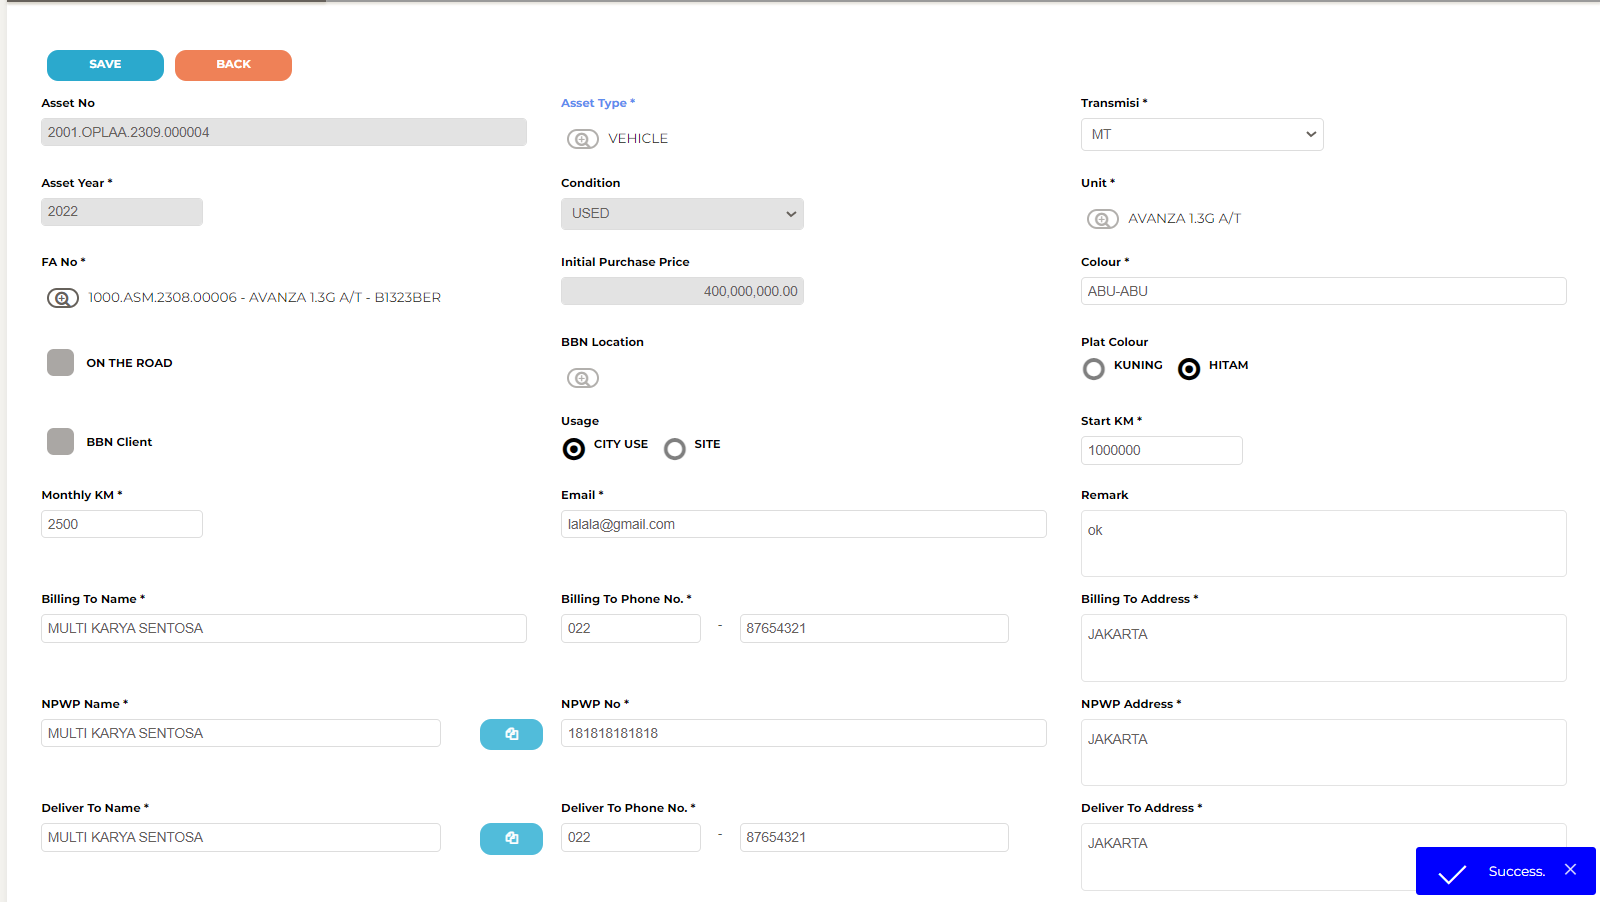 SAVE
BACK
Asset No
Asset Type *
Transmisi *
2001.OPLAA.2309.000004
VEHICLE
MT
Asset Year *
Condition
Unit *
2022
USED
AVANZA 1.3G A/T
FA No *
Initial Purchase Price
Colour *
1000.ASM.2308.00006 - AVANZA 1.3G A/T - B1323BER
400,000,000.00
ABU-ABU
ON THE ROAD
BBN Location
Plat Colour
KUNING
HITAM
BBN Client
Usage
CITY USE
SITE
Start KM *
1000000
Monthly KM *
Email *
Remark
2500
lalala@gmail.com
ok
Billing To Name *
Billing To Phone No. *
Billing To Address *
MULTI KARYA SENTOSA
022 - 87654321
JAKARTA
NPWP Name *
NPWP No *
NPWP Address *
MULTI KARYA SENTOSA
181818181818
JAKARTA
Deliver To Name *
Deliver To Phone No. *
Deliver To Address *
MULTI KARYA SENTOSA
022 - 87654321
JAKARTA
Success.